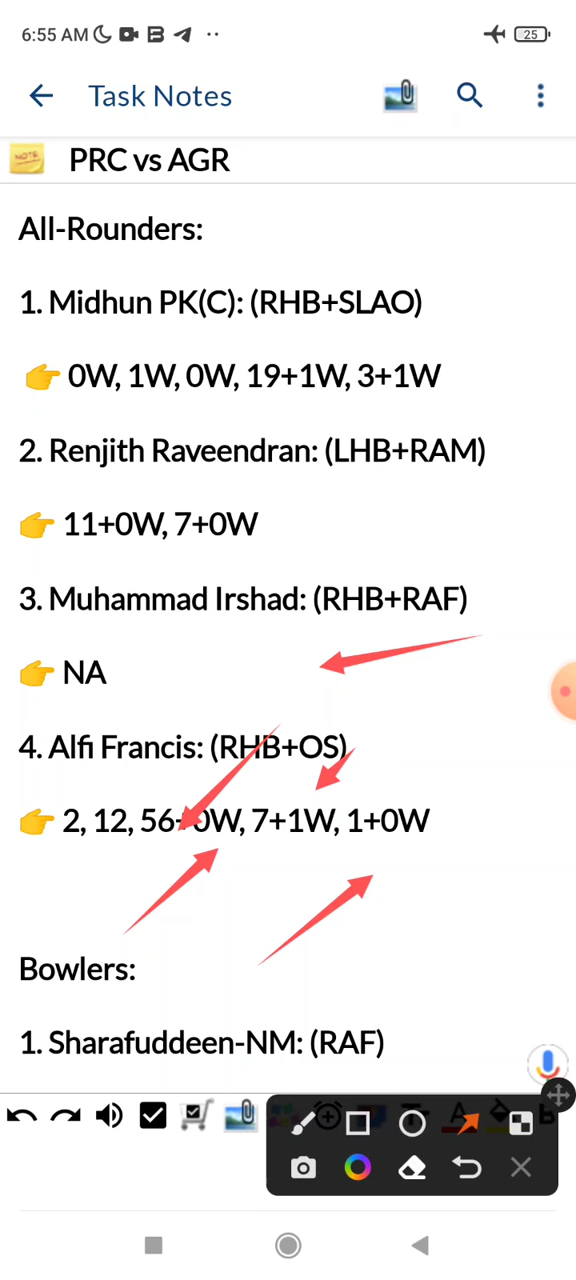 6:55 AM
25
Task Notes
NOTE PRC vs AGR
All-Rounders:
1. Midhun PK(C): (RHB+SLAO)
👉 0W, 1W, 0W, 19+1W, 3+1W
2. Renjith Raveendran: (LHB+RAM)
👉 11+0W, 7+0W
3. Muhammad Irshad: (RHB+RAF)
👉 NA
4. Alfi Francis: (RHB+OS)
👉 2, 12, 56+0W, 7+1W, 1+0W
Bowlers:
1. Sharafuddeen-NM: (RAF)